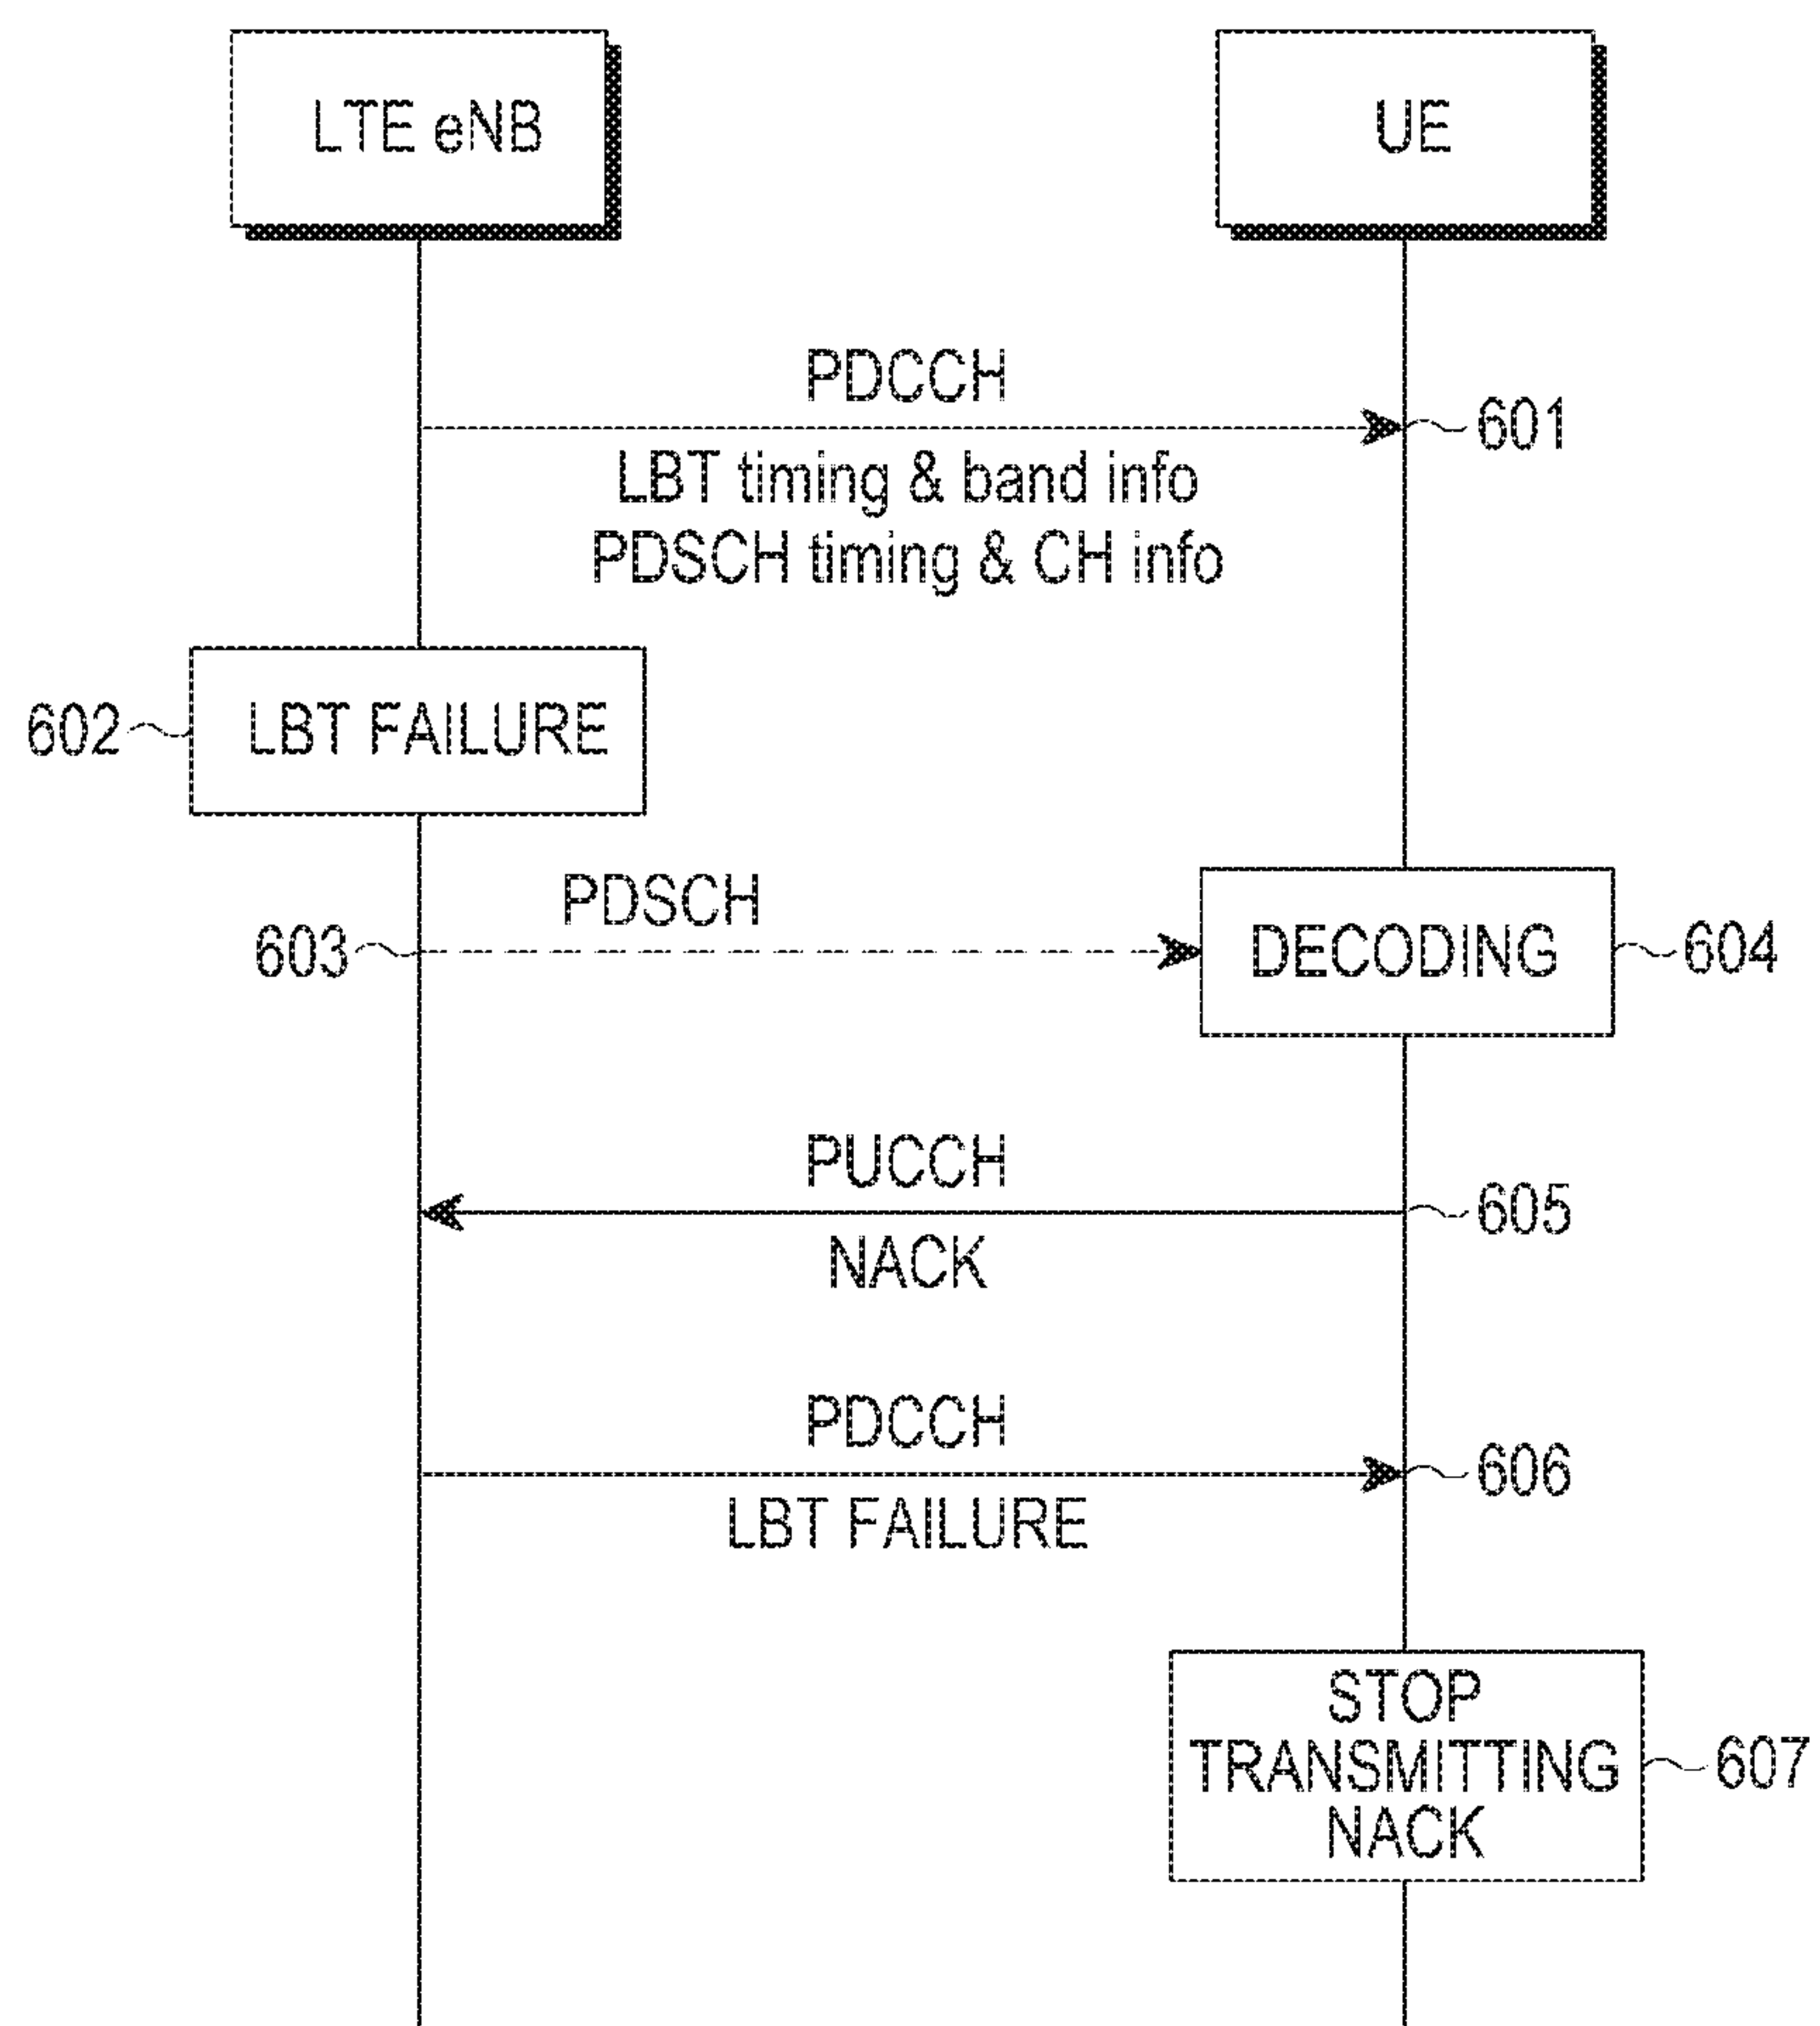 LTE eNB
UE
PDCCH
601
LBT timing & band info
PDSCH timing & CH info
602
LBT FAILURE
PDSCH
603
DECODING
604
PUCCH
605
NACK
PDCCH
606
LBT FAILURE
STOP
TRANSMITTING
607
NACK